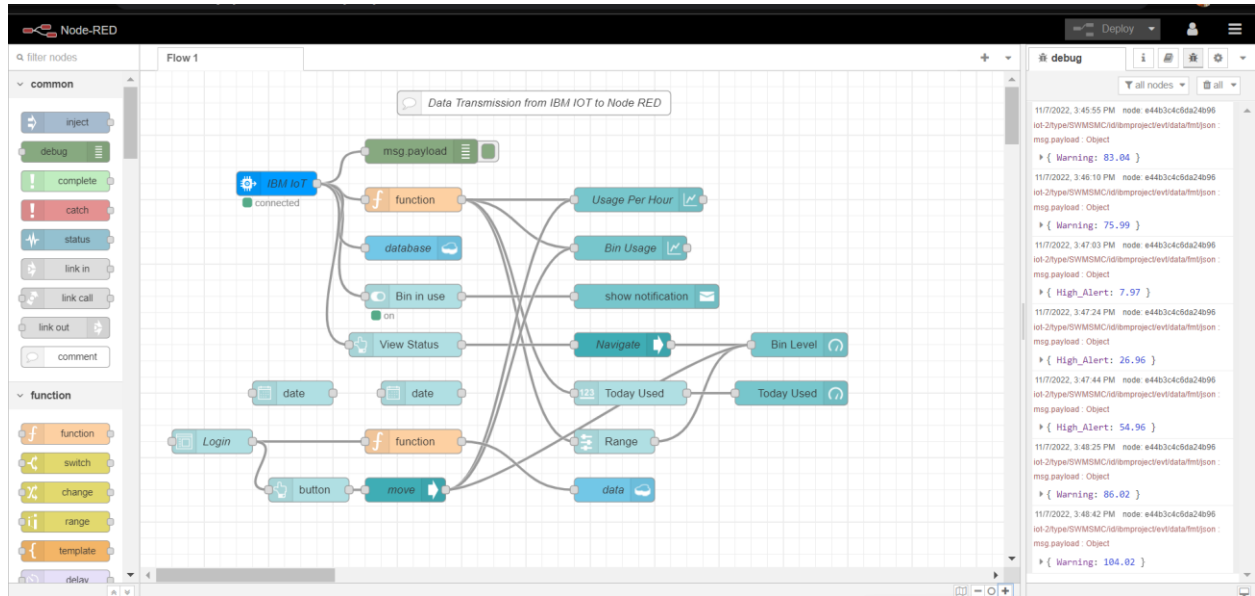 Node-RED
Deploy
filter nodes
Flow 1
debug
i
all nodes
all
common
inject
debug
complete
catch
status
link in
link call
link out
comment
function
function
switch
change
range
template
delay
Data Transmission from IBM IOT to Node RED
msg.payload
IBM IoT
connected
function
Usage Per Hour
database
Bin Usage
Bin in use
on
show notification
View Status
Navigate
Bin Level
date
date
123 Today Used
Today Used
Login
function
Range
button
move
data
11/7/2022, 3:45:55 PM node: e44b3c4c6da24b96
iot-2/type/SWMSMC/id/ibmproject/evt/data/fmt/json :
msg.payload : Object
{ Warning: 83.04 }
11/7/2022, 3:46:10 PM node: e44b3c4c6da24b96
iot-2/type/SWMSMC/id/ibmproject/evt/data/fmt/json :
msg.payload : Object
{ Warning: 75.99 }
11/7/2022, 3:47:03 PM node: e44b3c4c6da24b96
iot-2/type/SWMSMC/id/ibmproject/evt/data/fmt/json :
msg.payload : Object
{ High_Alert: 7.97 }
11/7/2022, 3:47:24 PM node: e44b3c4c6da24b96
iot-2/type/SWMSMC/id/ibmproject/evt/data/fmt/json :
msg.payload : Object
{ High_Alert: 26.96 }
11/7/2022, 3:47:44 PM node: e44b3c4c6da24b96
iot-2/type/SWMSMC/id/ibmproject/evt/data/fmt/json :
msg.payload : Object
{ High_Alert: 54.96 }
11/7/2022, 3:48:25 PM node: e44b3c4c6da24b96
iot-2/type/SWMSMC/id/ibmproject/evt/data/fmt/json :
msg.payload : Object
{ Warning: 86.02 }
11/7/2022, 3:48:42 PM node: e44b3c4c6da24b96
iot-2/type/SWMSMC/id/ibmproject/evt/data/fmt/json :
msg.payload : Object
{ Warning: 104.02 }